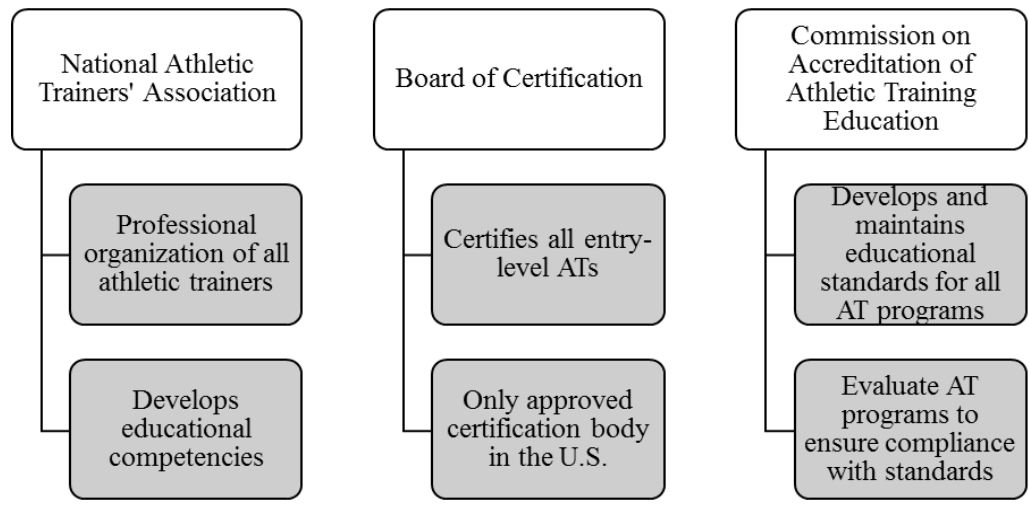 National Athletic
Trainers' Association
Professional
organization of all
athletic trainers
Develops
educational
competencies
Board of Certification
Certifies all entry-
level ATs
Only approved
certification body
in the U.S.
Commission on
Accreditation of
Athletic Training
Education
Develops and
maintains
educational
standards for all
AT programs
Evaluate AT
programs to
ensure compliance
with standards